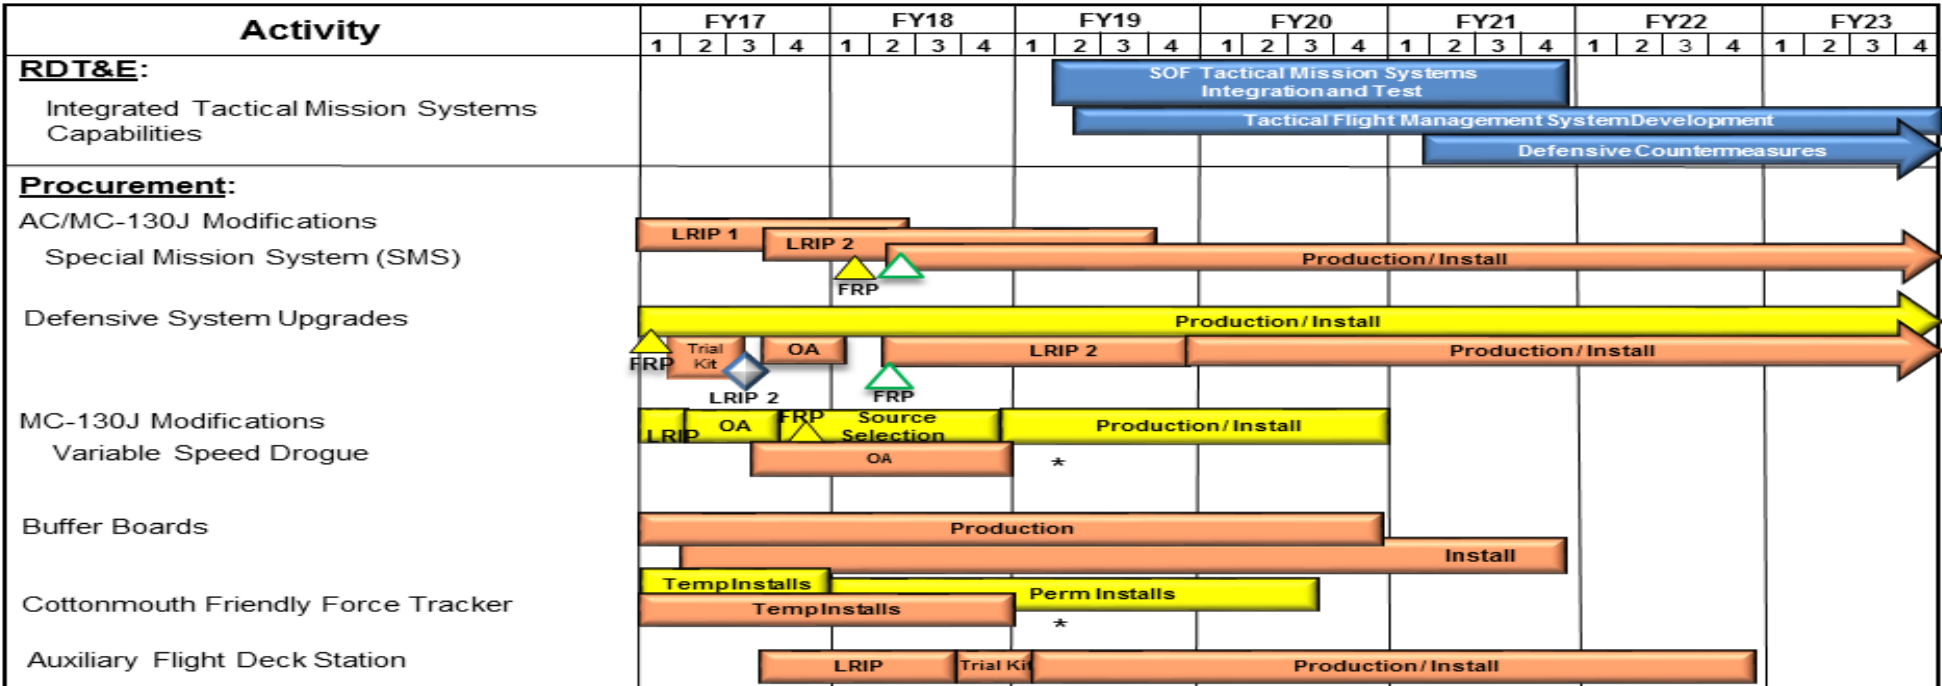 Activity
FY17 FY18 FY19 FY20 FY21 FY22 FY23
1 2 3 4 1 2 3 4 1 2 3 4 1 2 3 4 1 2 3 4 1 2 3 4 1 2 3 4
RDT&E:
SOF Tactical Mission Systems
Integration and Test
Integrated Tactical Mission Systems
Capabilities
Tactical Flight Management System Development
Defensive Countermeasures
Procurement:
AC/MC-130J Modifications
LRIP 1
LRIP 2
Special Mission System (SMS)
Production / Install
FRP
Defensive System Upgrades
Production / Install
FRP
Trial
Kit
OA
LRIP 2
Production / Install
LRIP 2
FRP
MC-130J Modifications
LRIP
OA
FRP
Source
Selection
Production / Install
Variable Speed Drogue
OA
*
Buffer Boards
Production
Install
Temp Installs
Perm Installs
Cottonmouth Friendly Force Tracker
Temp Installs
*
Auxiliary Flight Deck Station
LRIP
Trial Kit
Production / Install